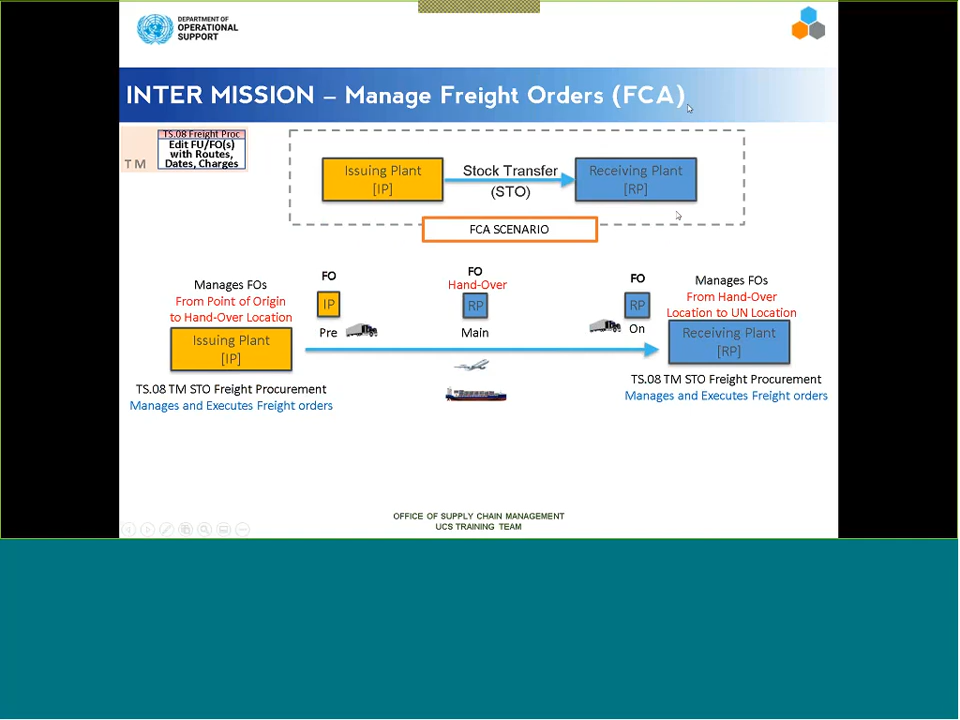 DEPARTMENT OF
OPERATIONAL
SUPPORT
INTER MISSION – Manage Freight Orders (FCA)
TM
TS.08 Freight Proc
Edit FU/FO(s)
with Routes,
Dates, Charges
Issuing Plant
[IP]
Stock Transfer
(STO)
Receiving Plant
[RP]
FCA SCENARIO
Manages FOs
From Point of Origin
to Hand-Over Location
Issuing Plant
[IP]
TS.08 TM STO Freight Procurement
Manages and Executes Freight orders
FO
IP
Pre
FO
Hand-Over
RP
Main
FO
RP
On
Manages FOs
From Hand-Over
Location to UN Location
Receiving Plant
[RP]
TS.08 TM STO Freight Procurement
Manages and Executes Freight orders
OFFICE OF SUPPLY CHAIN MANAGEMENT
UCS TRAINING TEAM